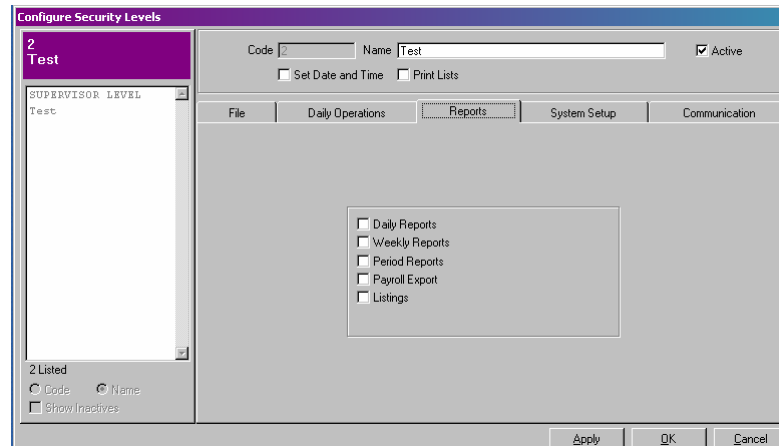 Configure Security Levels
2
Test
Code 2 Name Test Active
Set Date and Time Print Lists
SUPERVISOR LEVEL
Test
File Daily Operations Reports System Setup Communication
Daily Reports
Weekly Reports
Period Reports
Payroll Export
Listings
2 Listed
Code Name
Show Inactives
Apply OK Cancel